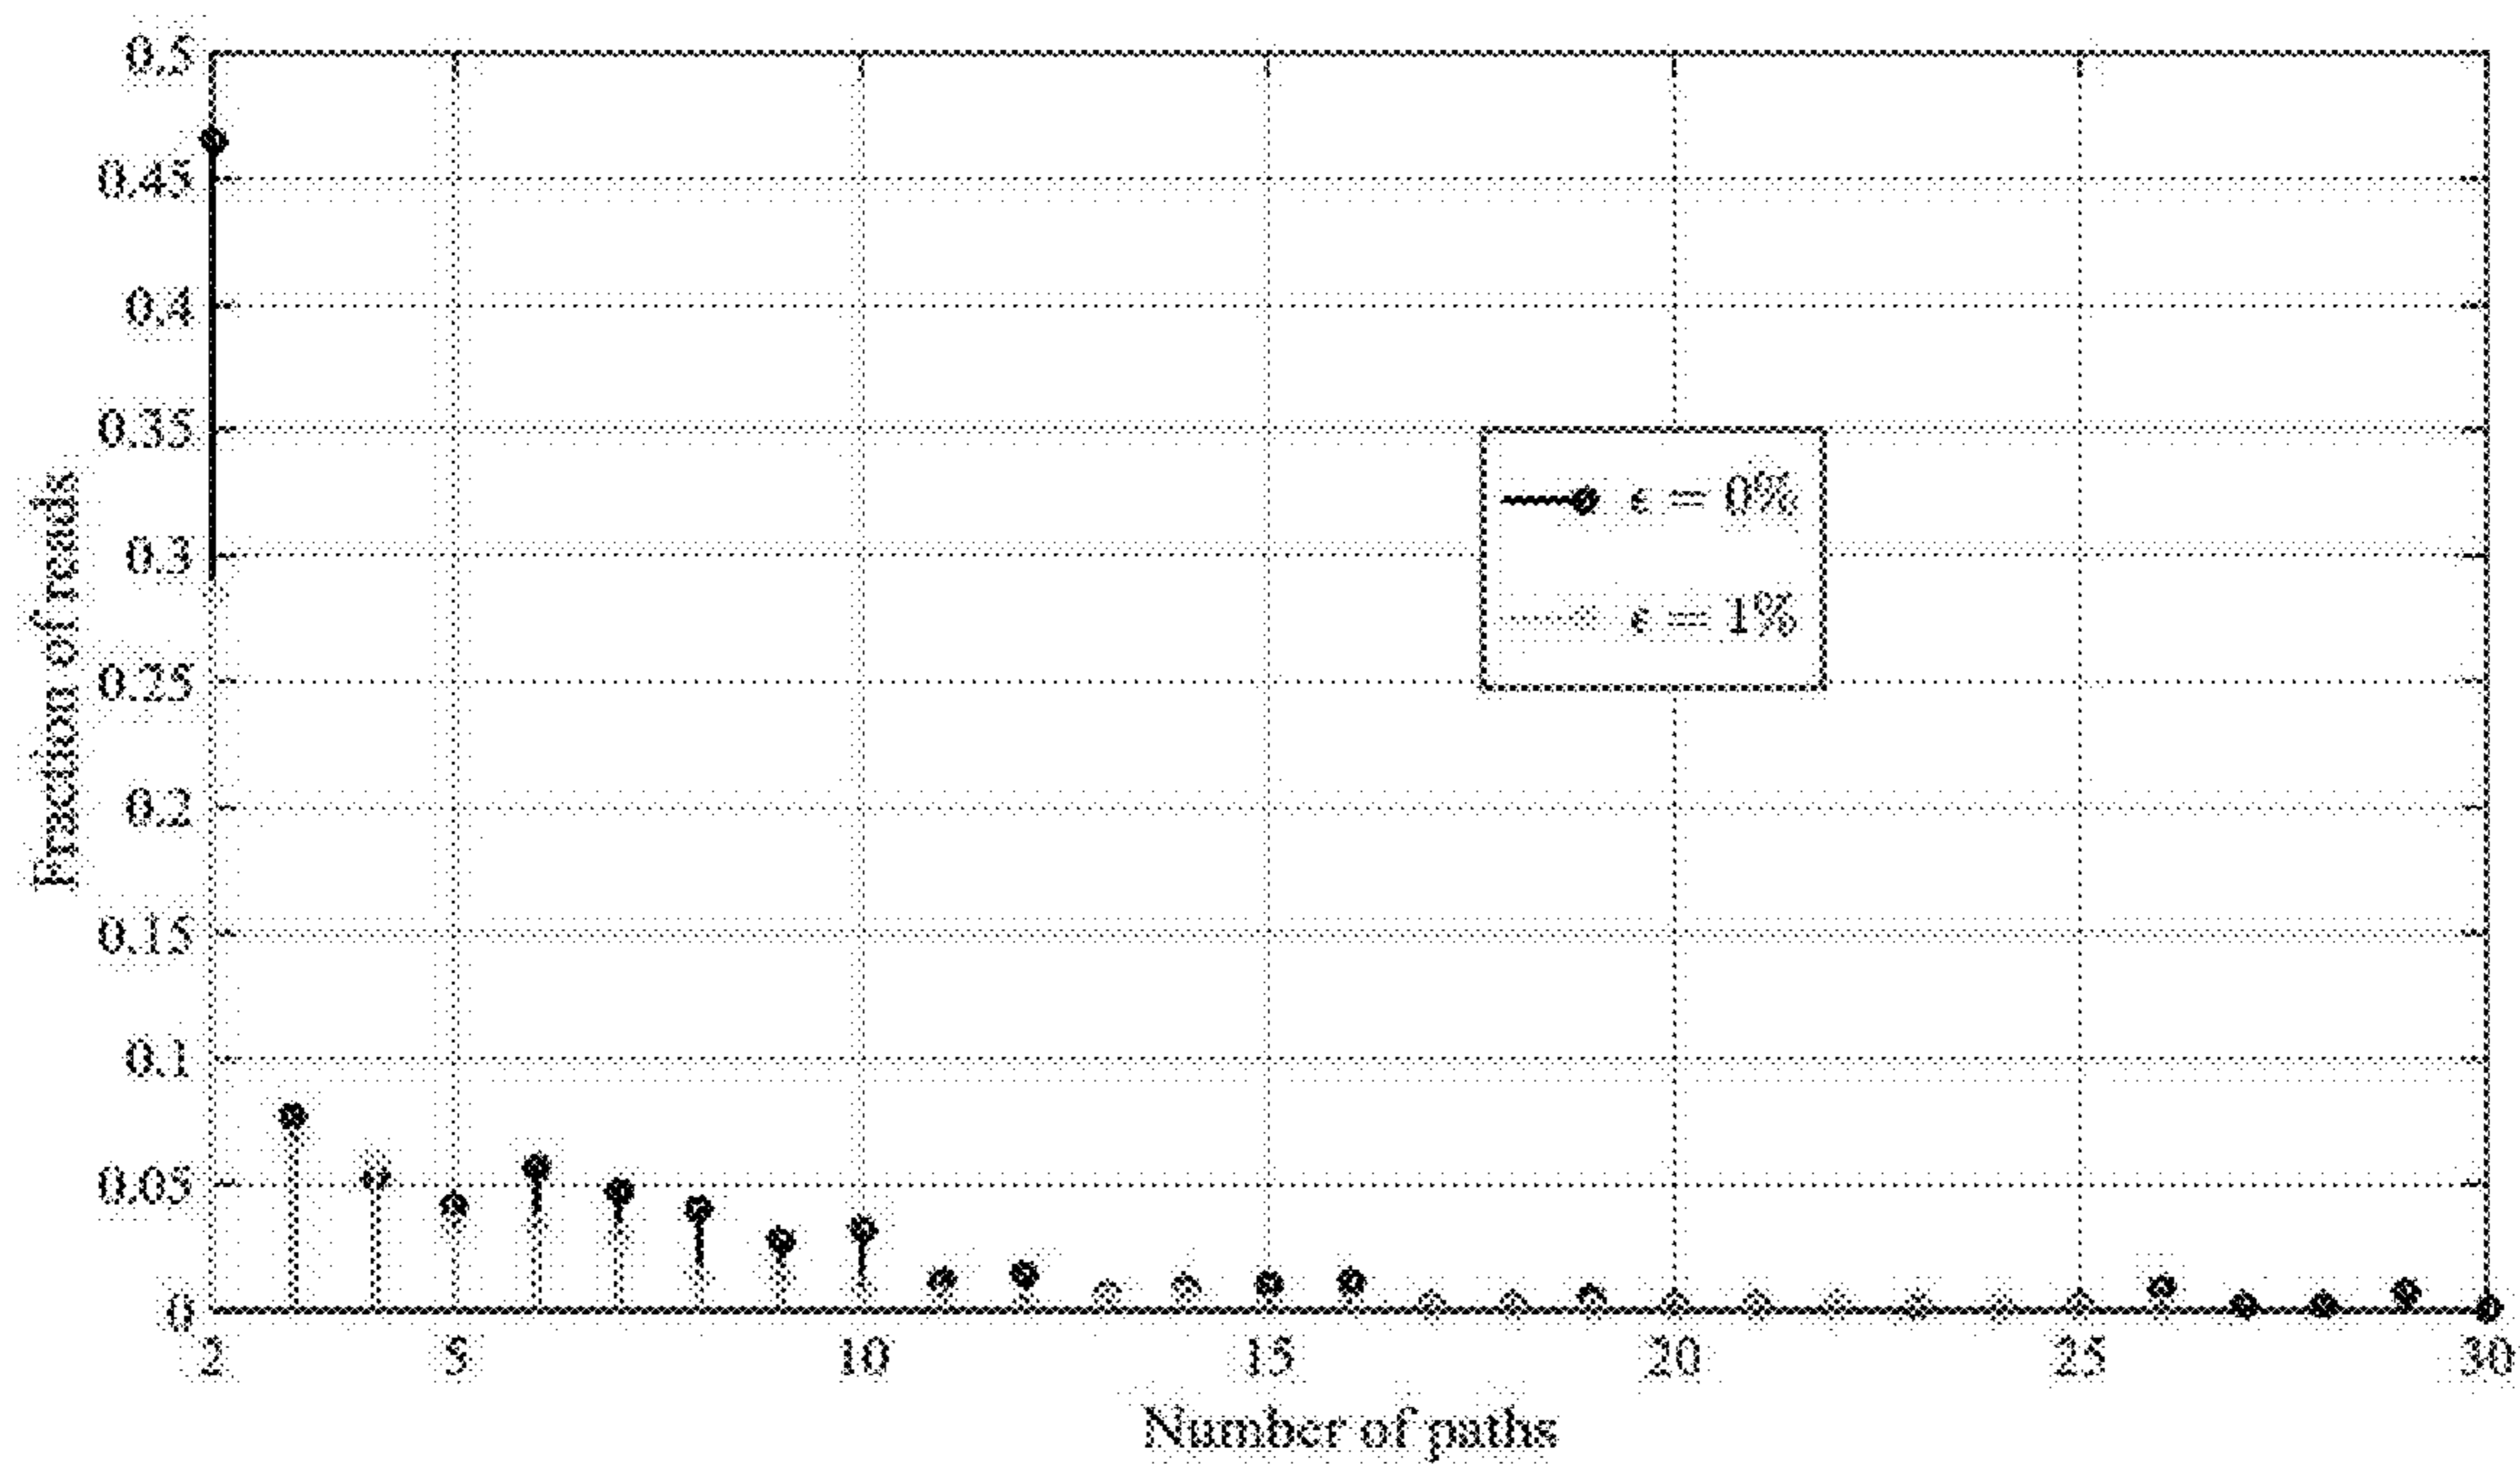 0.5
0.45
0.4
0.35
0.3
0.25
0.2
0.15
0.1
0.05
0
Fraction of reads
ε = 0%
ε = 1%
2 5 10 15 20 25 30
Number of paths